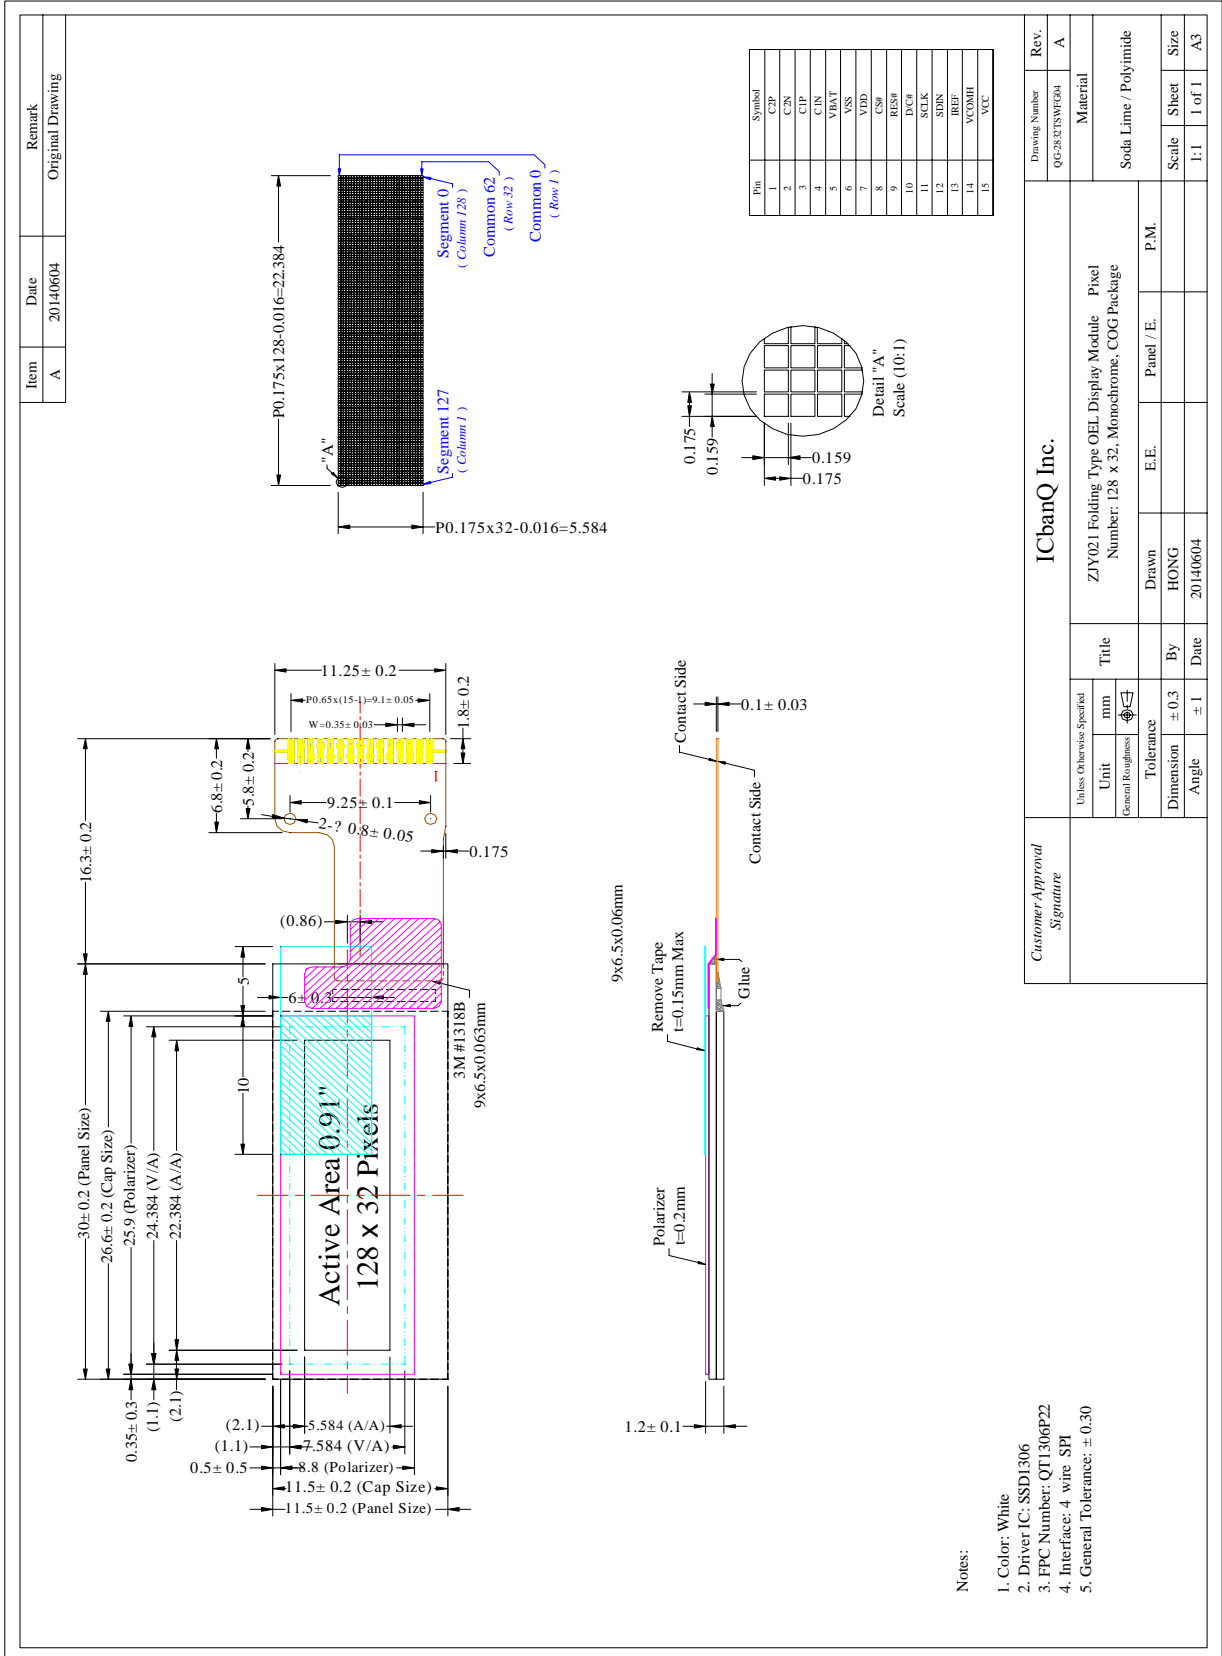 Item Date Remark
A 20140604 Original Drawing
30± 0.2 (Panel Size)
16.3± 0.2
26.6± 0.2 (Cap Size)
25.9 (Polarizer)
24.384 (V/A)
22.384 (A/A)
0.35± 0.3
(1.1)
(2.1)
10
5
6.8± 0.2
5.8± 0.2
(2.1)
(1.1)
0.5± 0.5
5.584 (A/A)
7.584 (V/A)
8.8 (Polarizer)
11.5± 0.2 (Cap Size)
11.5± 0.2 (Panel Size)
Active Area 0.91"
128 x 32 Pixels
6± 0.3
(0.86)
3M #1318B
9x6.5x0.063mm
11.25± 0.2
P0.65x(15-1)=9.1± 0.05
W=0.35± 0.03
1.8± 0.2
9.25± 0.1
2-? 0.8± 0.05
1
0.175
P0.175x128-0.016=22.384
"A"
P0.175x32-0.016=5.584
Segment 127
( Column 1 )
Segment 0
( Column 128 )
Common 62
( Row 32 )
Common 0
( Row 1 )
1.2± 0.1
Polarizer
t=0.2mm
Remove Tape
t=0.15mm Max
9x6.5x0.06mm
Glue
Contact Side
Contact Side
0.1± 0.03
0.175
0.159
0.159
0.175
Detail "A"
Scale (10:1)
Pin Symbol
1 C2P
2 C2N
3 C1P
4 C1N
5 VBAT
6 VSS
7 VDD
8 CS#
9 RES#
10 D/C#
11 SCLK
12 SDIN
13 IREF
14 VCOMH
15 VCC
Notes:
1. Color: White
2. Driver IC: SSD1306
3. FPC Number: QT1306P22
4. Interface: 4 wire SPI
5. General Tolerance: ± 0.30
Customer Approval
Signature
ICbanQ Inc.
Drawing Number Rev.
QG-2832TSWFG04 A
Unless Otherwise Specified
Unit mm
General Roughness
Tolerance
Dimension ± 0.3
Angle ± 1
Title
ZJY021 Folding Type OEL Display Module Pixel
Number: 128 x 32, Monochrome, COG Package
Material
Soda Lime / Polyimide
Drawn E.E. Panel / E. P.M.
By HONG
Date 20140604
Scale Sheet Size
1:1 1 of 1 A3